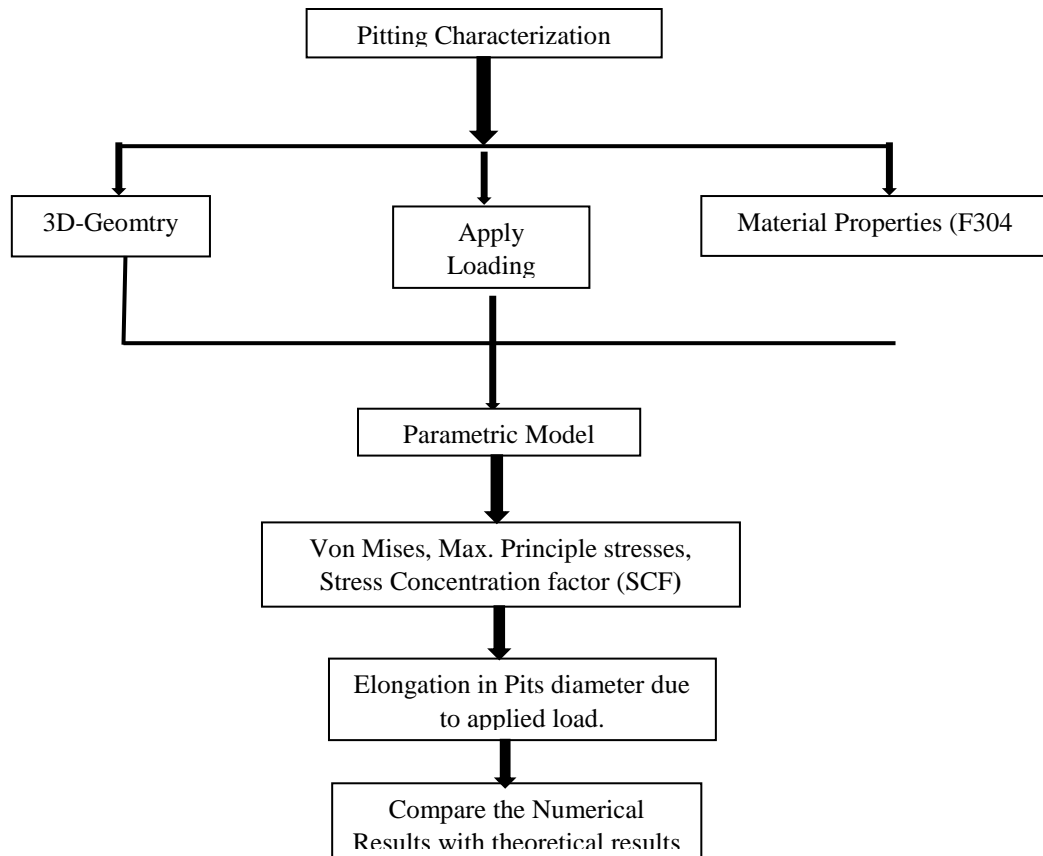 Pitting Characterization
3D-Geomtry
Apply
Loading
Material Properties (F304
Parametric Model
Von Mises, Max. Principle stresses,
Stress Concentration factor (SCF)
Elongation in Pits diameter due
to applied load.
Compare the Numerical
Results with theoretical results